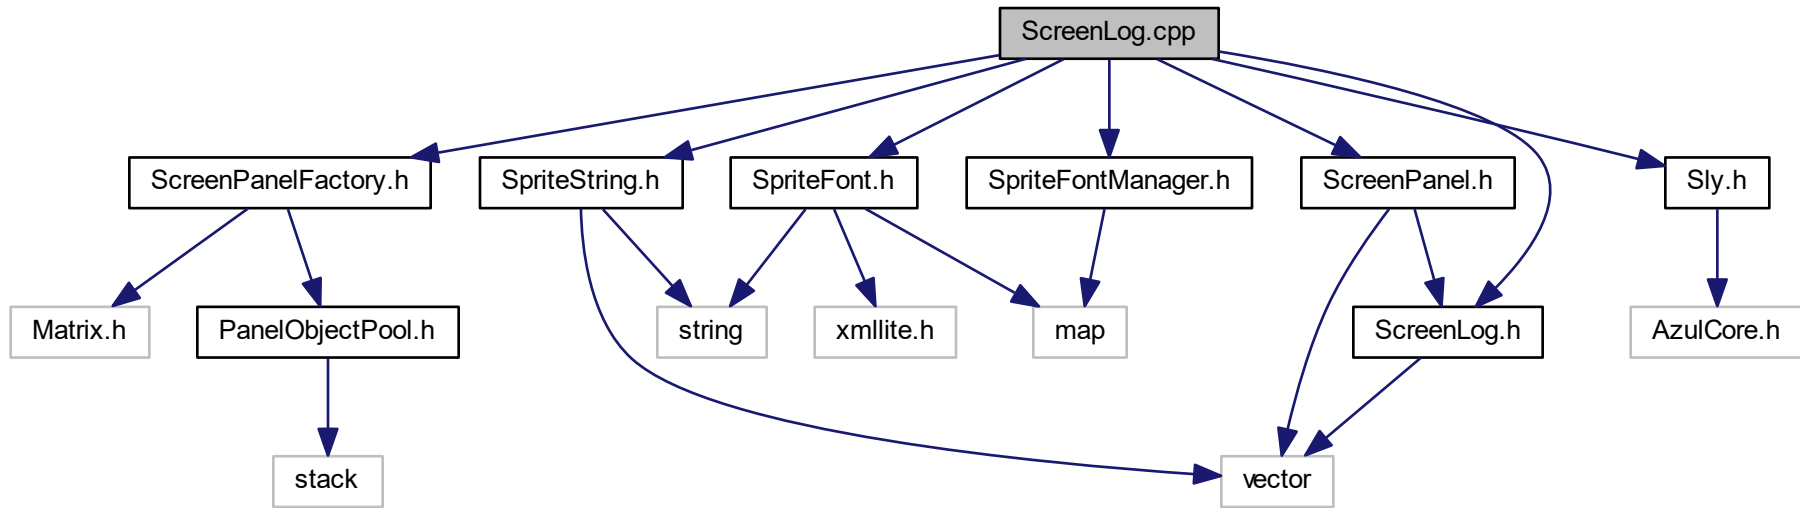 ScreenLog.cpp
ScreenPanelFactory.h
SpriteString.h
SpriteFont.h
SpriteFontManager.h
ScreenPanel.h
Sly.h
Matrix.h
PanelObjectPool.h
string
xmllite.h
map
ScreenLog.h
AzulCore.h
stack
vector